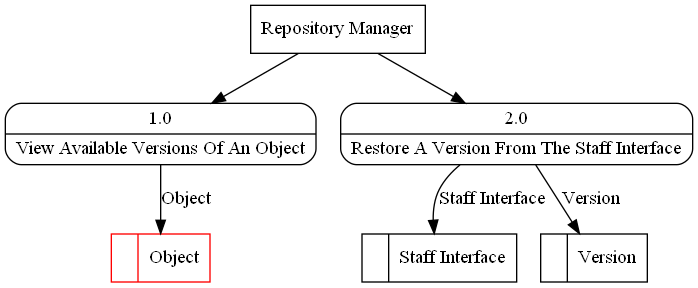 Repository Manager
1.0
View Available Versions Of An Object
2.0
Restore A Version From The Staff Interface
Object
Staff Interface
Version
Object
Staff Interface
Version